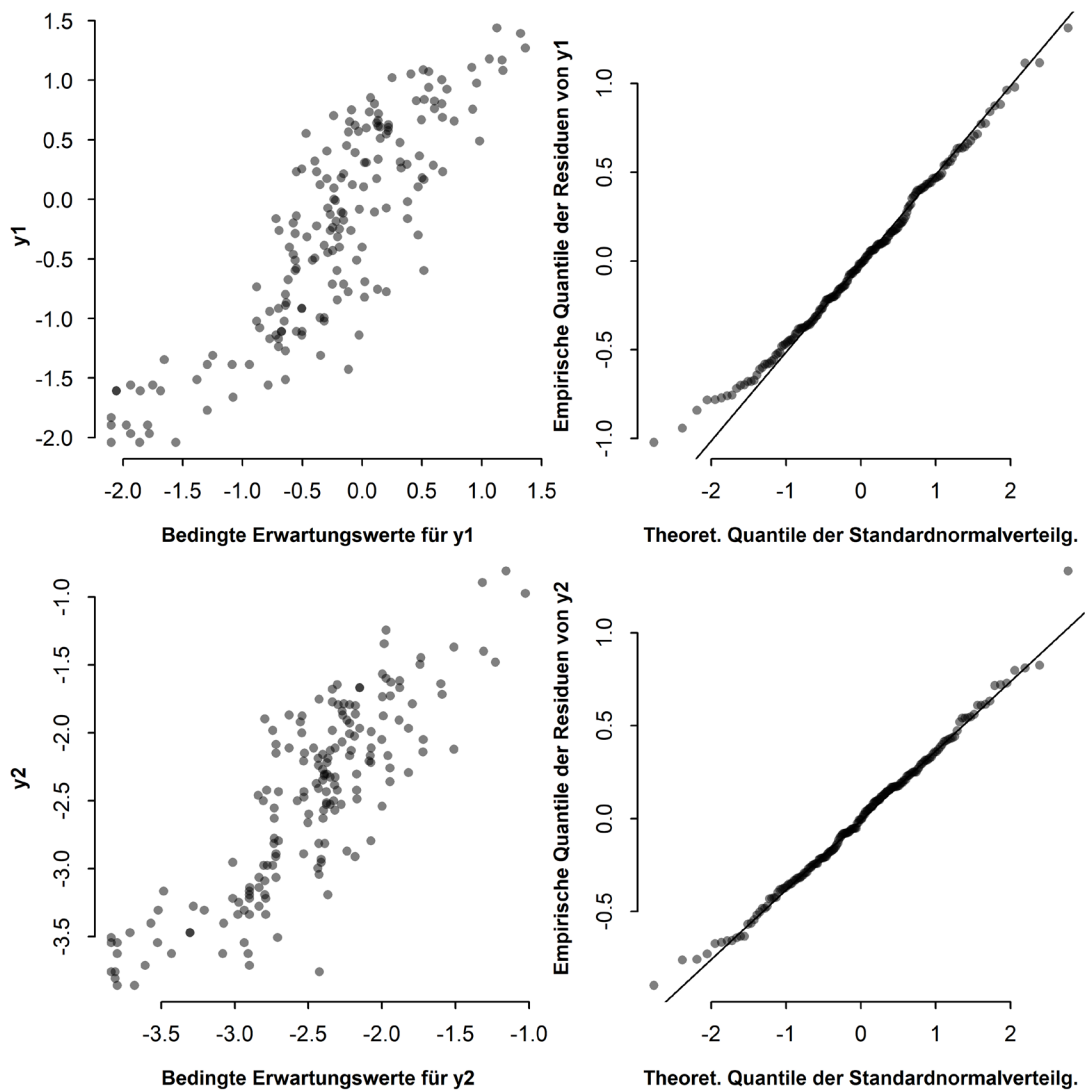 y1
1.5
1.0
0.5
0.0
-0.5
-1.0
-1.5
-2.0
-2.0 -1.5 -1.0 -0.5 0.0 0.5 1.0 1.5
Bedingte Erwartungswerte für y1
Empirische Quantile der Residuen von y1
1.0
0.5
0.0
-0.5
-1.0
-2 -1 0 1 2
Theoret. Quantile der Standardnormalverteilg.
y2
-1.0
-1.5
-2.0
-2.5
-3.0
-3.5
-3.5 -3.0 -2.5 -2.0 -1.5 -1.0
Bedingte Erwartungswerte für y2
Empirische Quantile der Residuen von y2
1.0
0.5
0.0
-0.5
-2 -1 0 1 2
Theoret. Quantile der Standardnormalverteilg.